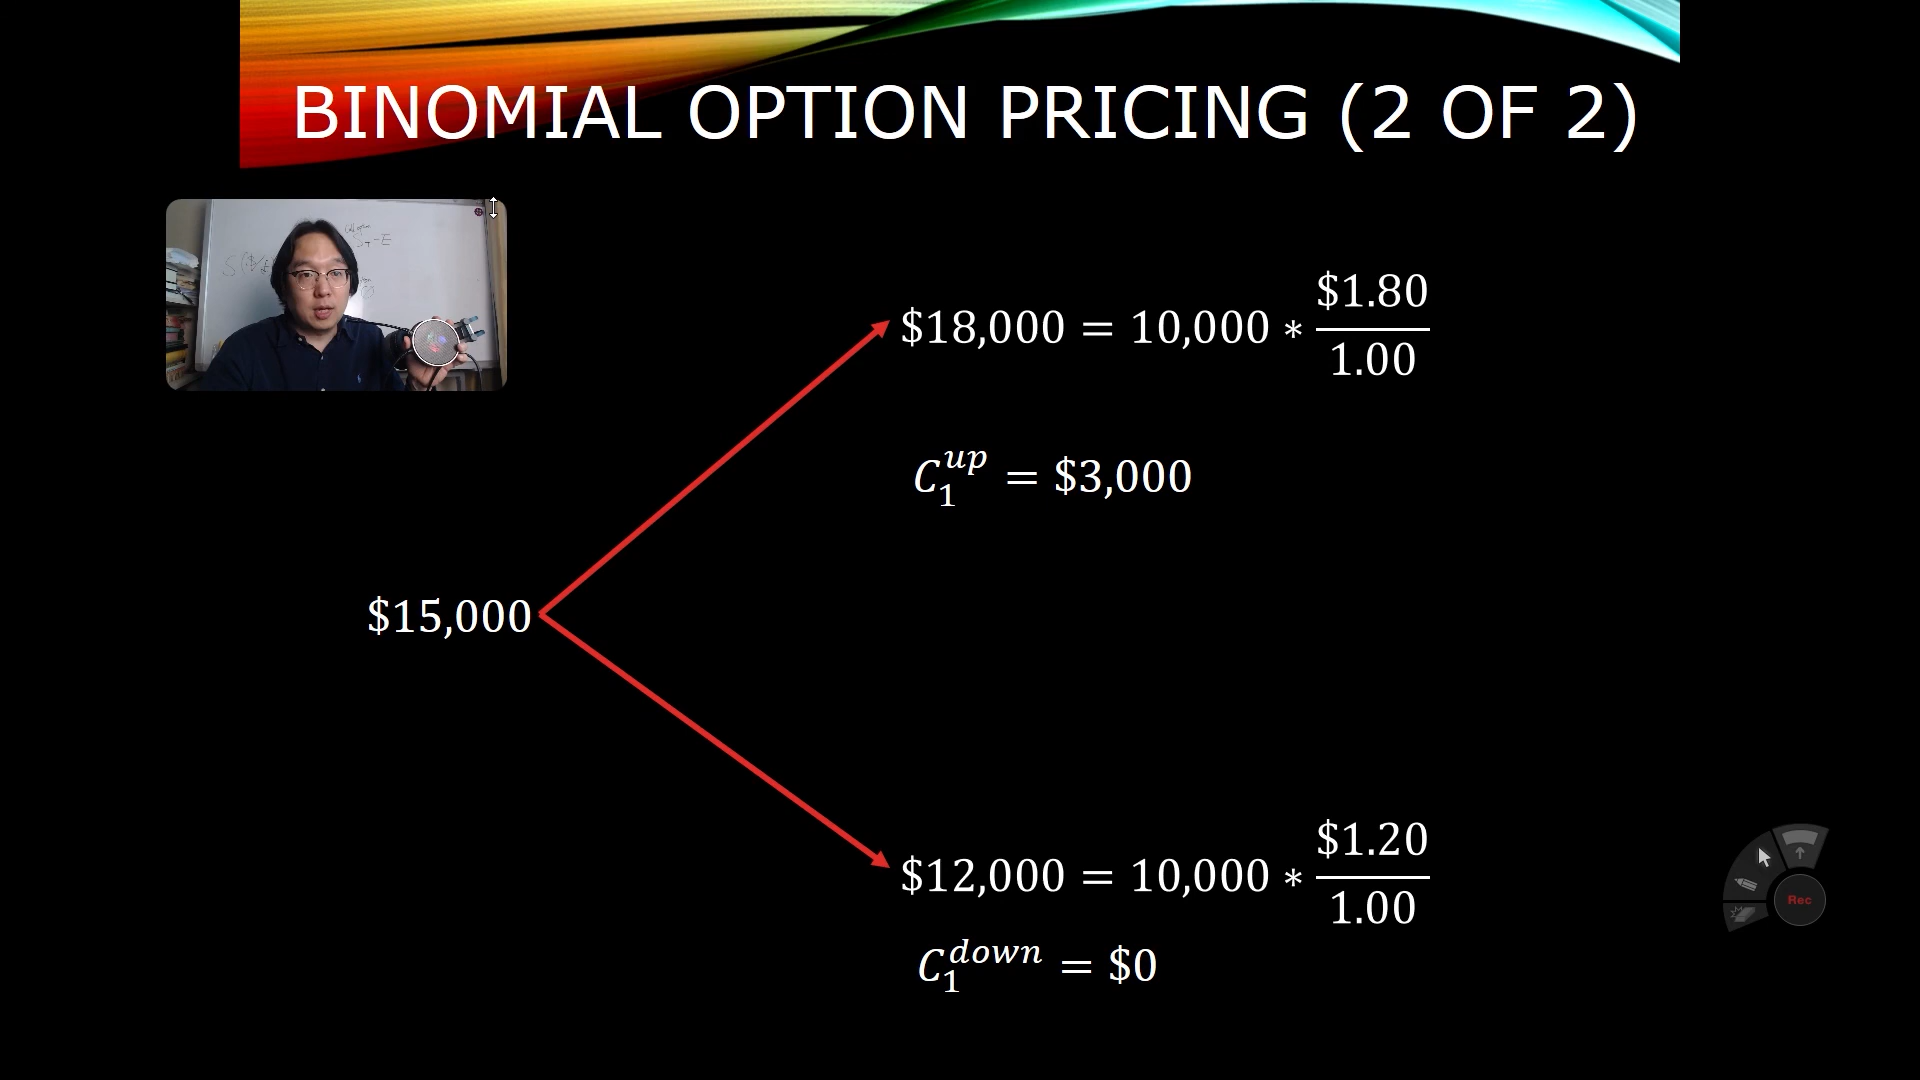 BINOMIAL OPTION PRICING (2 OF 2)
S_T - E
$18,000 = 10,000 * $1.80 / 1.00
C_1^{up} = $3,000
$15,000
$12,000 = 10,000 * $1.20 / 1.00
C_1^{down} = $0
Rec